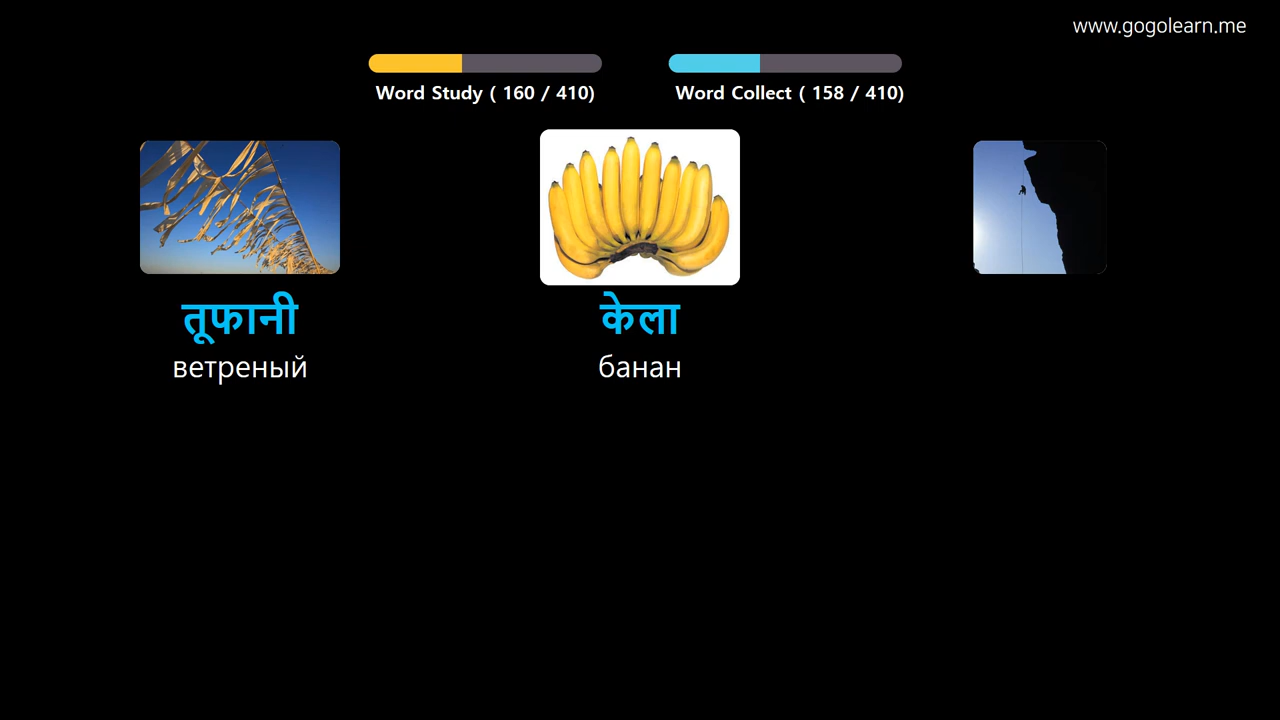 www.gogolearn.me
Word Study ( 160 / 410)
Word Collect ( 158 / 410)
तूफानी
ветреный
केला
банан